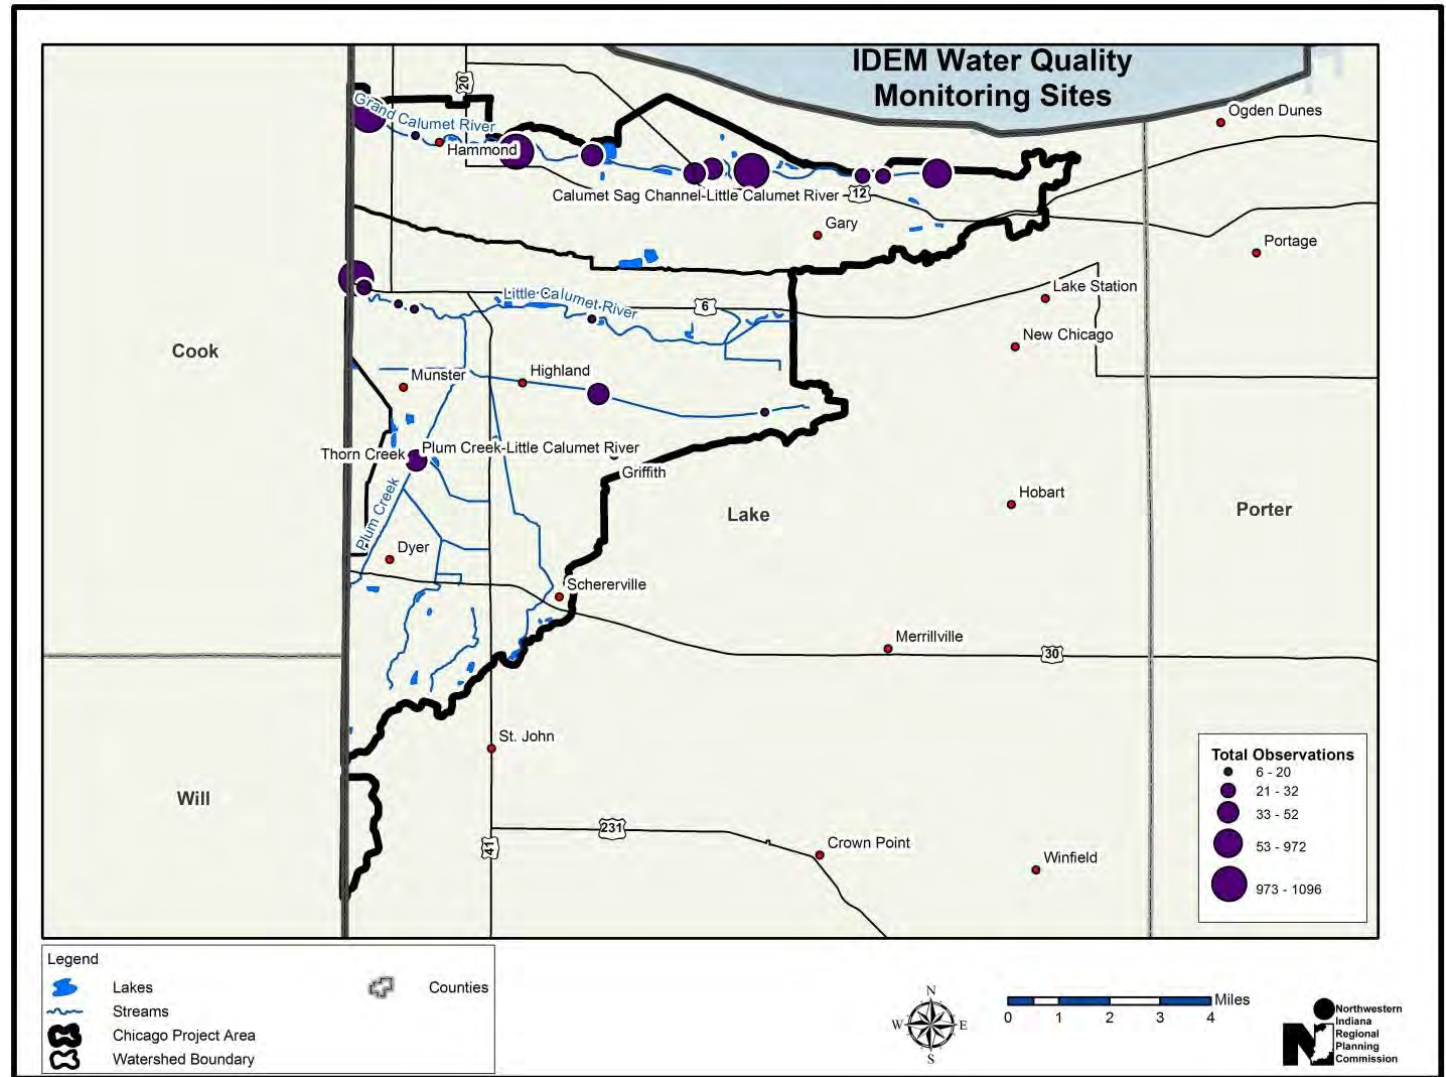 IDEM Water Quality
Monitoring Sites
20
Grand Calumet River
Hammond
Ogden Dunes
Calumet Sag Channel-Little Calumet River
12
Gary
Portage
Lake Station
Little Calumet River
6
New Chicago
Cook
Munster
Highland
Thorn Creek
Plum Creek-Little Calumet River
Griffith
Plum Creek
Hobart
Lake
Porter
Dyer
Schererville
Merrillville
30
St. John
Will
231
41
Crown Point
Winfield
Total Observations
6 - 20
21 - 32
33 - 52
53 - 972
973 - 1096
Legend
Lakes
Counties
Streams
Chicago Project Area
Watershed Boundary
N
W
E
S
Miles
0 1 2 3 4
Northwestern
Indiana
Regional
Planning
Commission